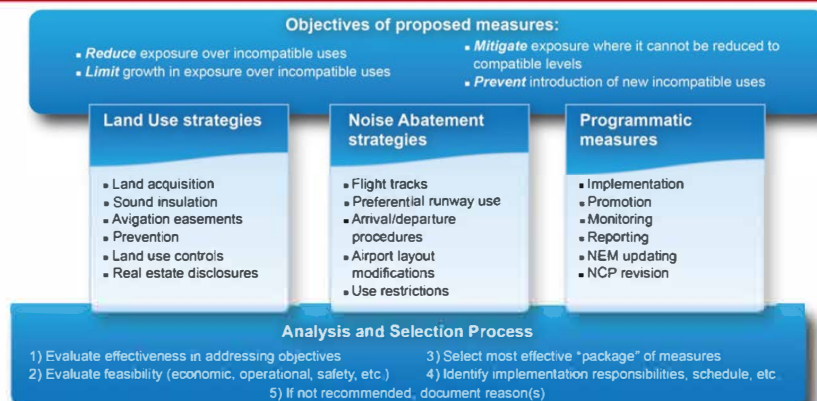 Objectives of proposed measures:
▪ Reduce exposure over incompatible uses
▪ Limit growth in exposure over incompatible uses
▪ Mitigate exposure where it cannot be reduced to
compatible levels
▪ Prevent introduction of new incompatible uses
Land Use strategies
▪ Land acquisition
▪ Sound insulation
▪ Avigation easements
▪ Prevention
▪ Land use controls
▪ Real estate disclosures
Noise Abatement
strategies
▪ Flight tracks
▪ Preferential runway use
▪ Arrival/departure
procedures
▪ Airport layout
modifications
▪ Use restrictions
Programmatic
measures
▪ Implementation
▪ Promotion
▪ Monitoring
▪ Reporting
▪ NEM updating
▪ NCP revision
Analysis and Selection Process
1) Evaluate effectiveness in addressing objectives
2) Evaluate feasibility (economic, operational, safety, etc.)
3) Select most effective "package" of measures
4) Identify implementation responsibilities, schedule, etc
5) If not recommended, document reason(s)